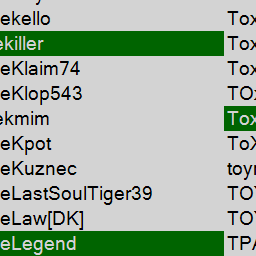 ekello
ekiller
eKlaim74
eKlop543
ekmim
eKpot
eKuznec
eLastSoulTiger39
eLaw[DK]
eLegend
Tox
Tox
Tox
TOx
Tox
ToX
toyr
TOY
TOY
TPA